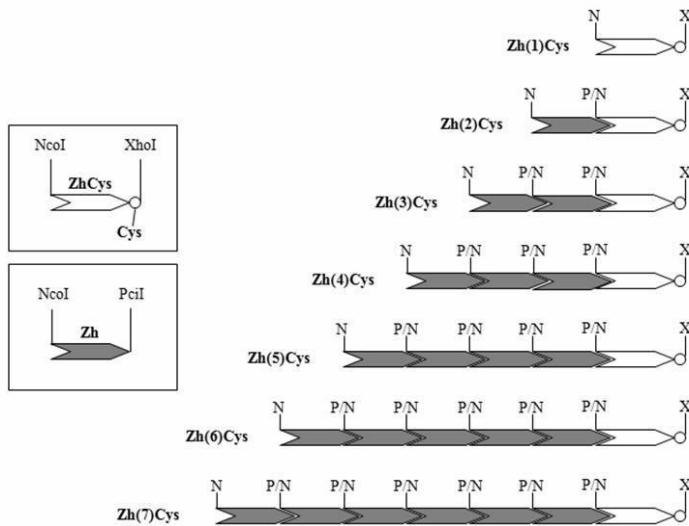 N X
Zh(1)Cys
N P/N X
Zh(2)Cys
NcoI XhoI
ZhCys
Cys
N P/N P/N X
Zh(3)Cys
N P/N P/N P/N X
Zh(4)Cys
NcoI PciI
Zh
N P/N P/N P/N P/N X
Zh(5)Cys
N P/N P/N P/N P/N P/N X
Zh(6)Cys
N P/N P/N P/N P/N P/N P/N X
Zh(7)Cys